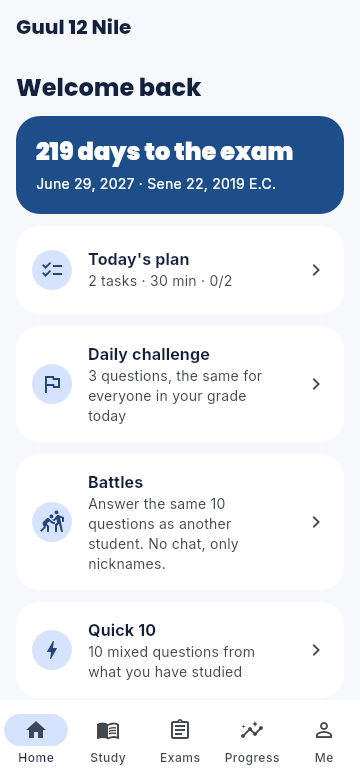 Guul 12 Nile
Welcome back
219 days to the exam
June 29, 2027 · Sene 22, 2019 E.C.
Today's plan
2 tasks · 30 min · 0/2
Daily challenge
3 questions, the same for
everyone in your grade
today
Battles
Answer the same 10
questions as another
student. No chat, only
nicknames.
Quick 10
10 mixed questions from
what you have studied
Home
Study
Exams
Progress
Me